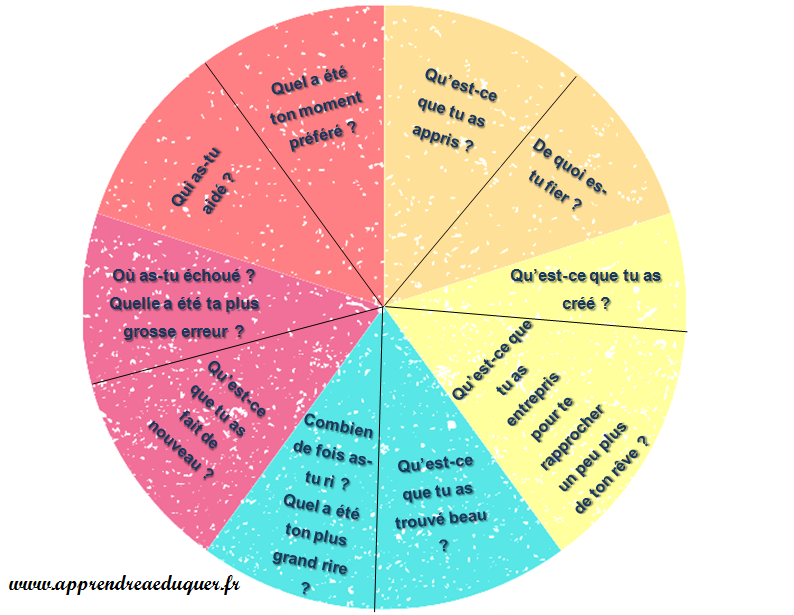 Qu'est-ce
que tu as
appris ?
De quoi es-
tu fier ?
Qu'est-ce que tu as
créé ?
Qu'est-ce que
tu as
entrepris
pour te
rapprocher
un peu plus
de ton rêve ?
Qu'est-ce
que tu as
trouvé beau
?
Combien
de fois as-
tu ri ?
Quel a été
ton plus
grand rire
?
Qu'est-ce
que tu as
fait de
nouveau ?
Où as-tu échoué ?
Quelle a été ta plus
grosse erreur ?
Qui as-tu
aidé ?
Quel a été
ton moment
préféré ?
www.apprendreaeduquer.fr